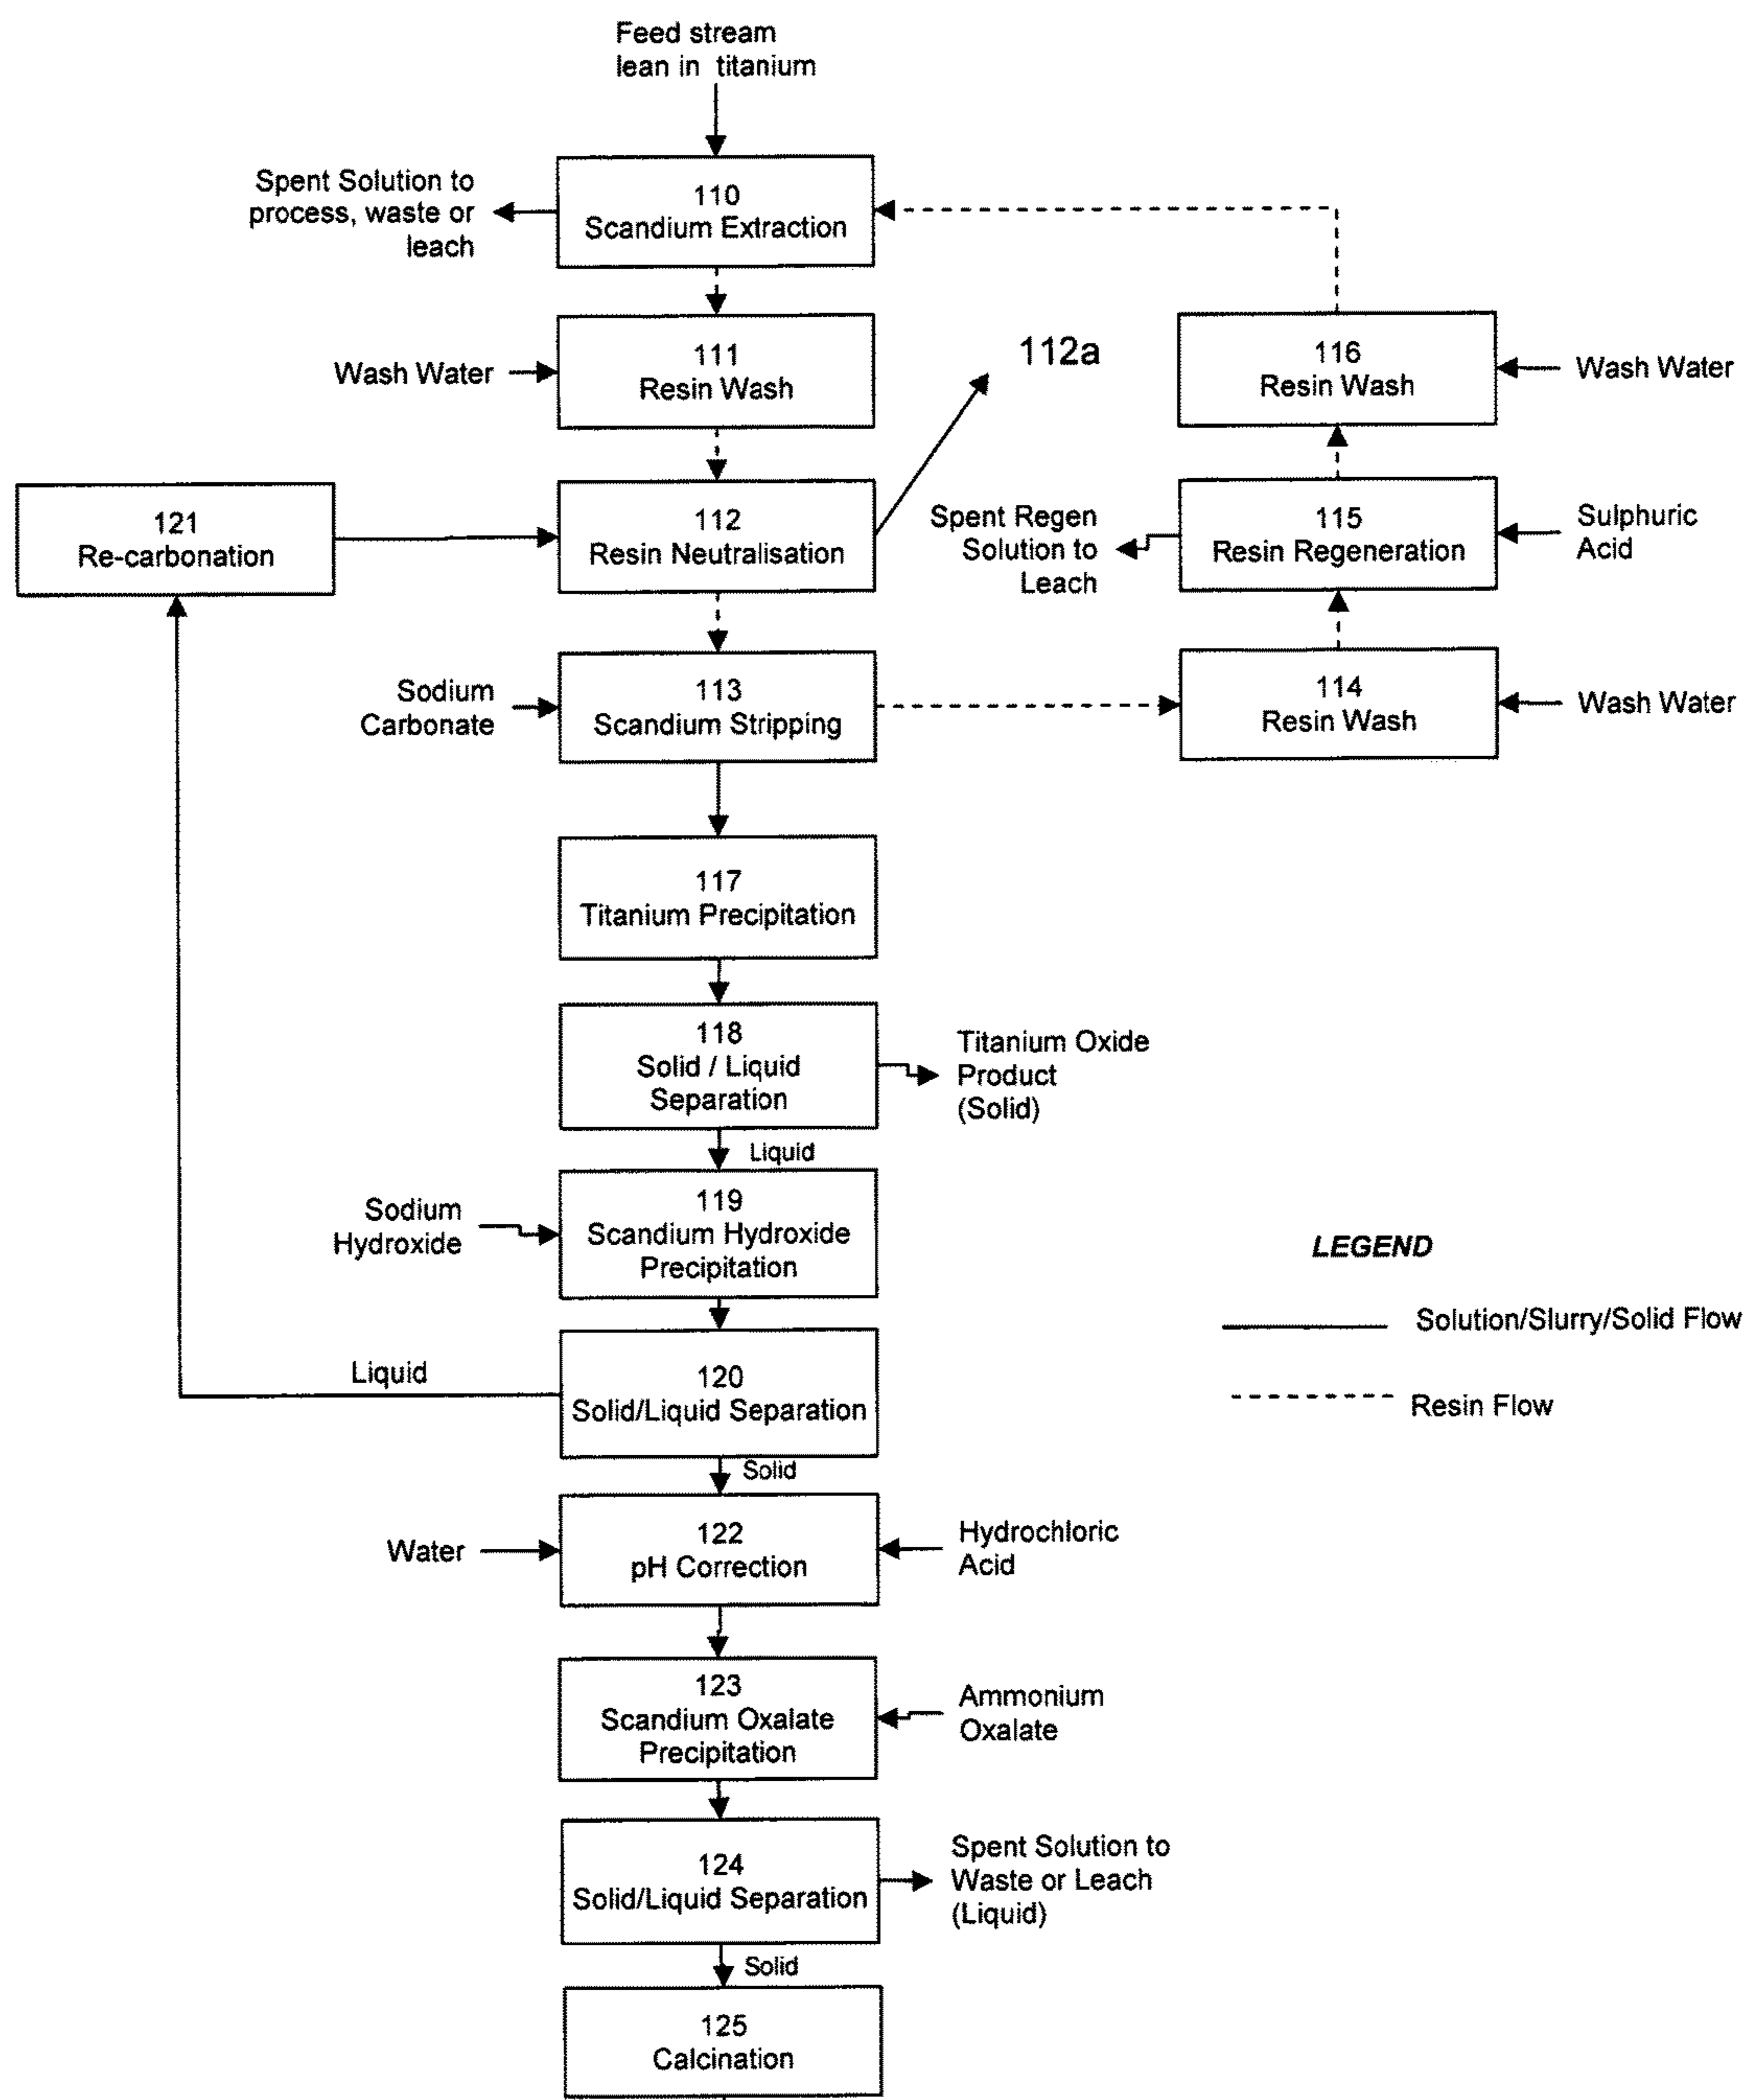 Feed stream
lean in titanium
Spent Solution to
process, waste or
leach
110
Scandium Extraction
Wash Water
111
Resin Wash
112a
116
Resin Wash
Wash Water
121
Re-carbonation
112
Resin Neutralisation
Spent Regen
Solution to
Leach
115
Resin Regeneration
Sulphuric
Acid
Sodium
Carbonate
113
Scandium Stripping
114
Resin Wash
Wash Water
117
Titanium Precipitation
118
Solid / Liquid
Separation
Titanium Oxide
Product
(Solid)
Liquid
Sodium
Hydroxide
119
Scandium Hydroxide
Precipitation
LEGEND
Solution/Slurry/Solid Flow
Resin Flow
Liquid
120
Solid/Liquid Separation
Solid
Water
122
pH Correction
Hydrochloric
Acid
123
Scandium Oxalate
Precipitation
Ammonium
Oxalate
124
Solid/Liquid Separation
Spent Solution to
Waste or Leach
(Liquid)
Solid
125
Calcination